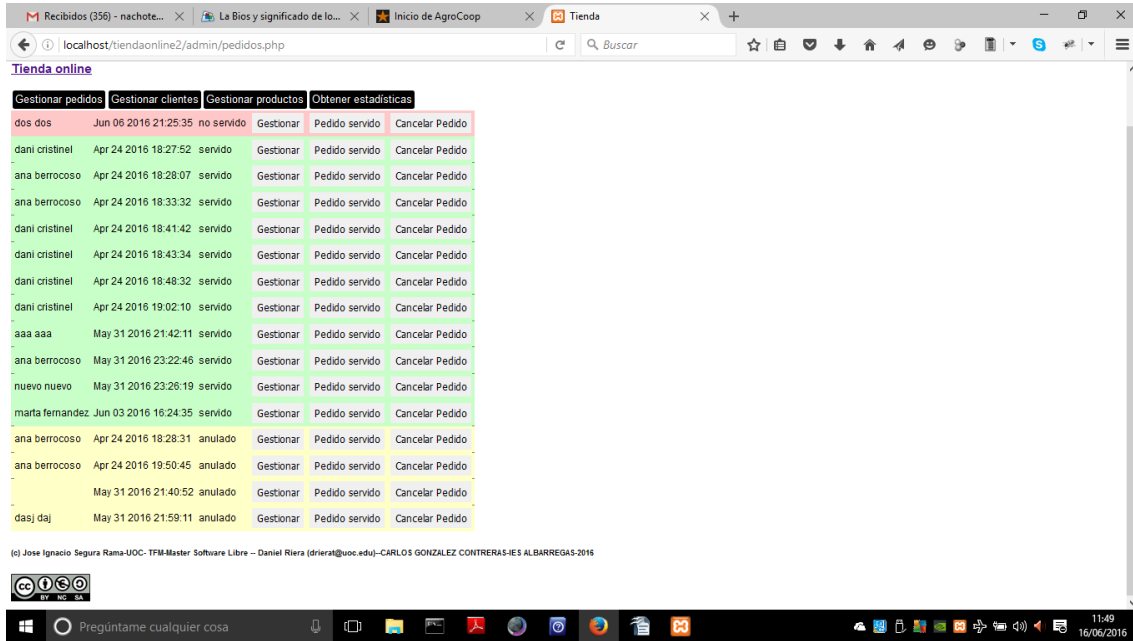 Recibidos (356) - nachote... La Bios y significado de lo... Inicio de AgroCoop Tienda
localhost/tiendaonline2/admin/pedidos.php Buscar
Tienda online
Gestionar pedidos Gestionar clientes Gestionar productos Obtener estadísticas
dos dos Jun 06 2016 21:25:35 no servido Gestionar Pedido servido Cancelar Pedido
dani cristinel Apr 24 2016 18:27:52 servido Gestionar Pedido servido Cancelar Pedido
ana berrocoso Apr 24 2016 18:28:07 servido Gestionar Pedido servido Cancelar Pedido
ana berrocoso Apr 24 2016 18:33:32 servido Gestionar Pedido servido Cancelar Pedido
dani cristinel Apr 24 2016 18:41:42 servido Gestionar Pedido servido Cancelar Pedido
dani cristinel Apr 24 2016 18:43:34 servido Gestionar Pedido servido Cancelar Pedido
dani cristinel Apr 24 2016 18:48:32 servido Gestionar Pedido servido Cancelar Pedido
dani cristinel Apr 24 2016 19:02:10 servido Gestionar Pedido servido Cancelar Pedido
aaa aaa May 31 2016 21:42:11 servido Gestionar Pedido servido Cancelar Pedido
ana berrocoso May 31 2016 23:22:46 servido Gestionar Pedido servido Cancelar Pedido
nuevo nuevo May 31 2016 23:26:19 servido Gestionar Pedido servido Cancelar Pedido
marta fernandez Jun 03 2016 16:24:35 servido Gestionar Pedido servido Cancelar Pedido
ana berrocoso Apr 24 2016 18:28:31 anulado Gestionar Pedido servido Cancelar Pedido
ana berrocoso Apr 24 2016 19:50:45 anulado Gestionar Pedido servido Cancelar Pedido
May 31 2016 21:40:52 anulado Gestionar Pedido servido Cancelar Pedido
dasj daj May 31 2016 21:59:11 anulado Gestionar Pedido servido Cancelar Pedido
(c) Jose Ignacio Segura Rama-UOC- TFM-Master Software Libre -- Daniel Riera (drierat@uoc.edu)--CARLOS GONZALEZ CONTRERAS-IES ALBARREGAS-2016
cc BY NC SA
Pregúntame cualquier cosa 11:49
16/06/2016